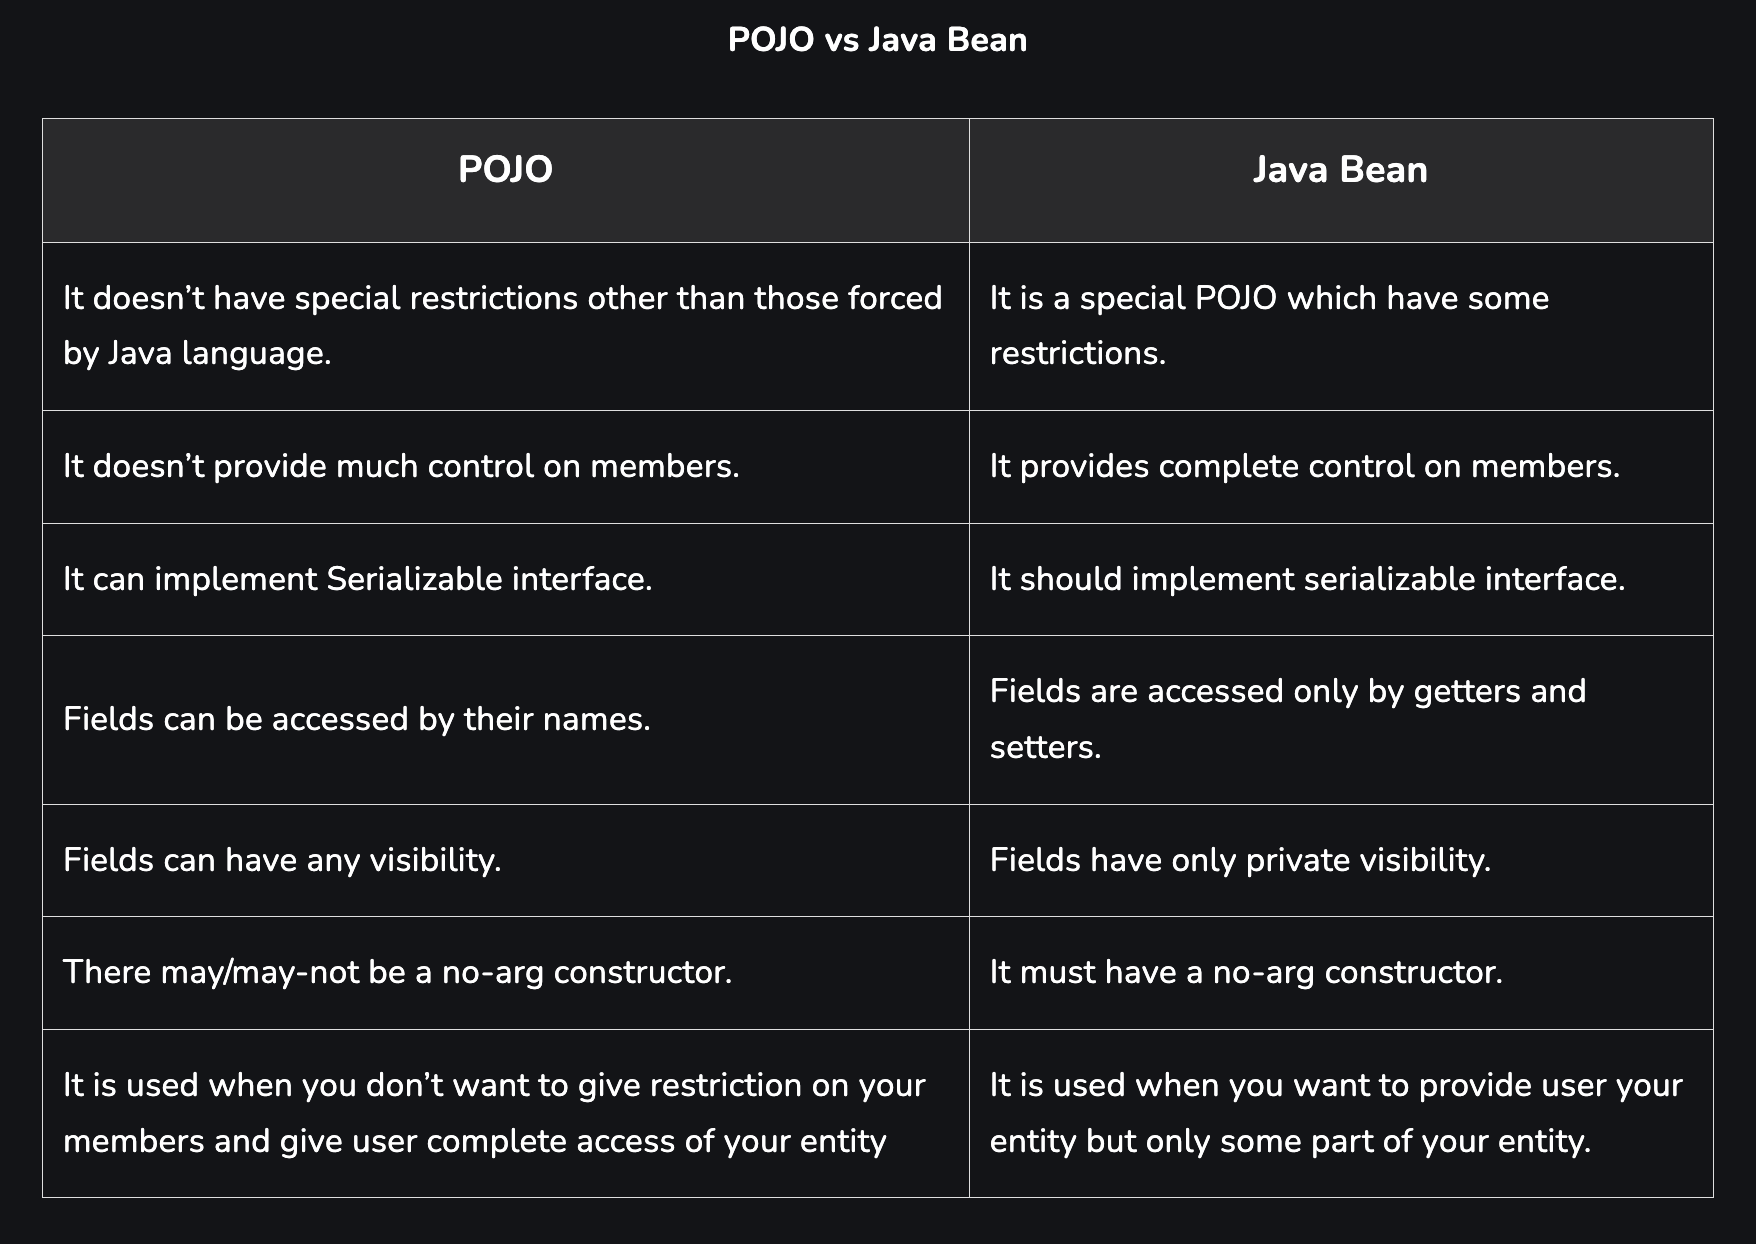 POJO vs Java Bean
POJO
Java Bean
It doesn’t have special restrictions other than those forced
by Java language.
It is a special POJO which have some
restrictions.
It doesn’t provide much control on members.
It provides complete control on members.
It can implement Serializable interface.
It should implement serializable interface.
Fields can be accessed by their names.
Fields are accessed only by getters and
setters.
Fields can have any visibility.
Fields have only private visibility.
There may/may-not be a no-arg constructor.
It must have a no-arg constructor.
It is used when you don’t want to give restriction on your
members and give user complete access of your entity
It is used when you want to provide user your
entity but only some part of your entity.